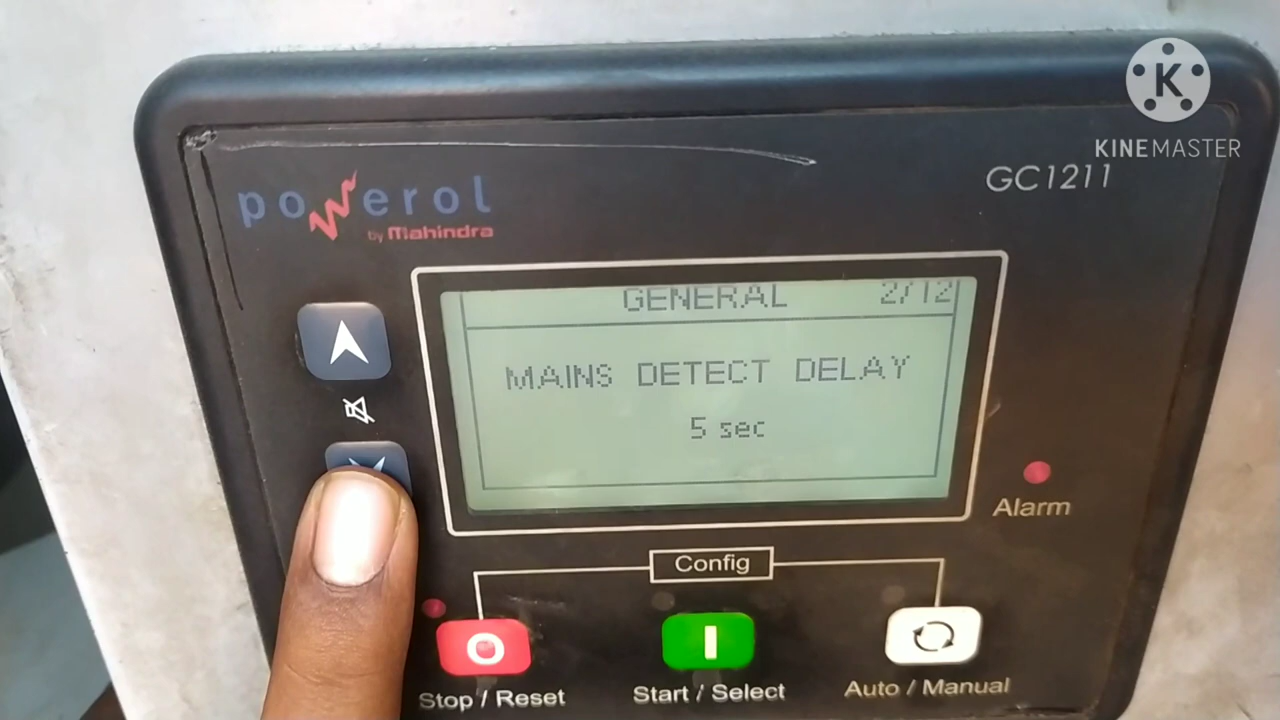 K
KINEMASTER
powerol
by Mahindra
GC1211
GENERAL 2/12
MAINS DETECT DELAY
5 sec
Alarm
Config
Stop / Reset
Start / Select
Auto / Manual